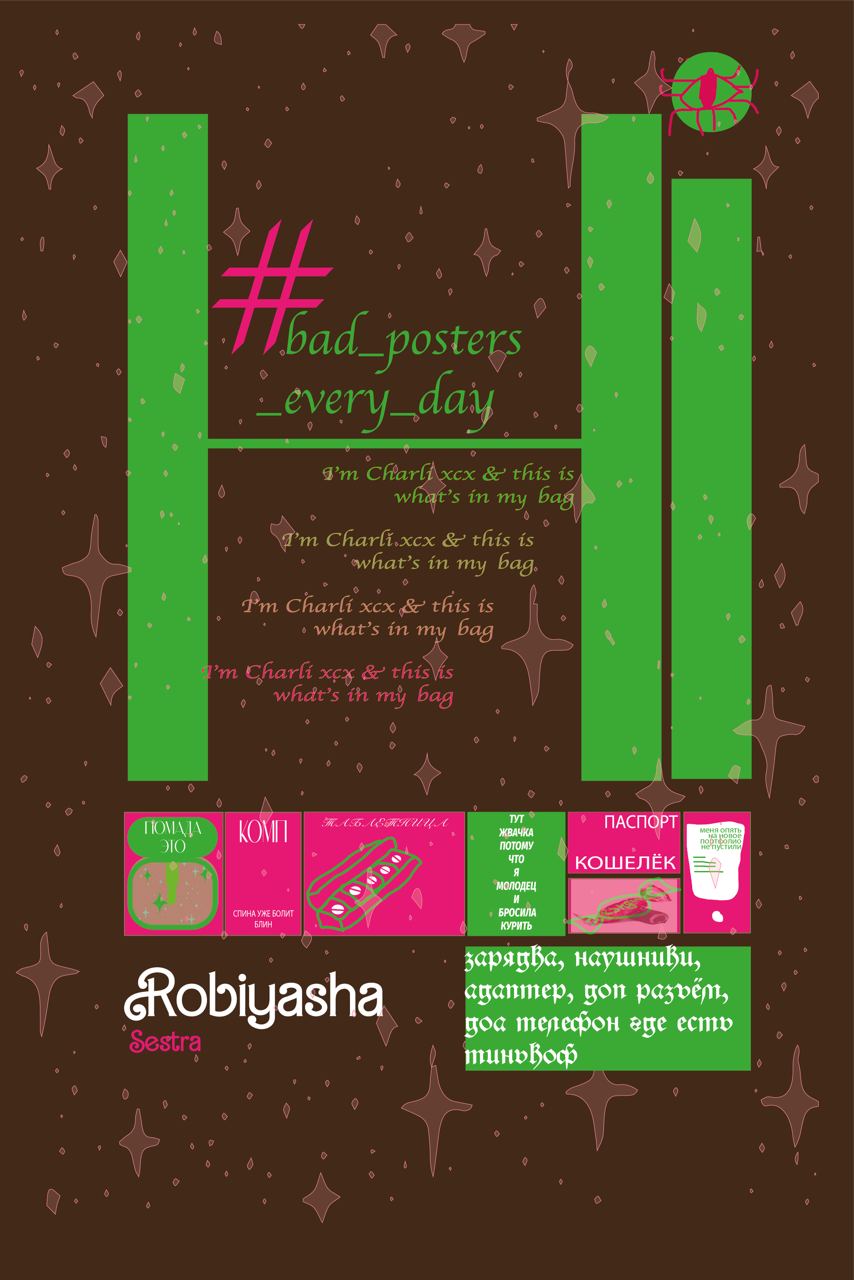 #bad_posters
_every_day
I'm Charli xcx & this is
what's in my bag
I'm Charli xcx & this is
what's in my bag
I'm Charli xcx & this is
what's in my bag
I'm Charli xcx & this is
what's in my bag
ПОМАДА
ЭТО
КОМП
СПИНА УЖЕ БОЛИТ
БЛИН
ТАБЛЕТНИЦА
ТУТ
ЖВАЧКА
ПОТОМУ
ЧТО
Я
МОЛОДЕЦ
И
БРОСИЛА
КУРИТЬ
ПАСПОРТ
КОШЕЛЁК
меня опять
на новое
портфолио
не пустили
Robiyasha
Sestra
зарядка, наушники,
адаптер, доп разъём,
доа телефон где есть
тинькоф